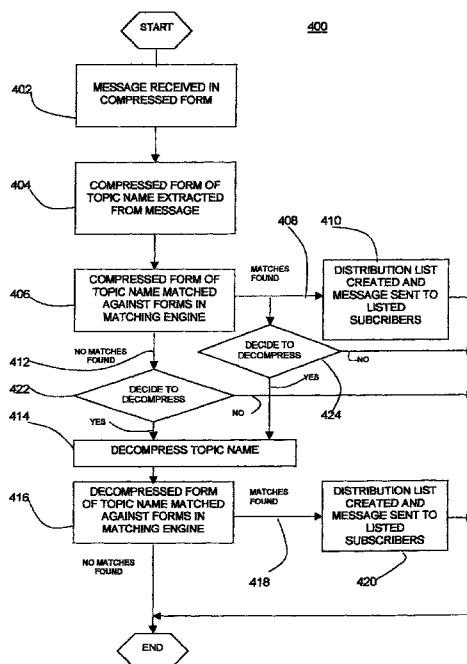 START
400
402
MESSAGE RECEIVED IN
COMPRESSED FORM
404
COMPRESSED FORM OF
TOPIC NAME EXTRACTED
FROM MESSAGE
406
COMPRESSED FORM OF
TOPIC NAME MATCHED
AGAINST FORMS IN
MATCHING ENGINE
MATCHES
FOUND
408
410
DISTRIBUTION LIST
CREATED AND
MESSAGE SENT TO
LISTED SUBCRIBERS
412
NO MATCHES
FOUND
DECIDE TO
DECOMPRESS
NO
YES
424
422
DECIDE TO
DECOMPRESS
NO
YES
414
DECOMPRESS TOPIC NAME
416
DECOMPRESSED FORM
OF TOPIC NAME MATCHED
AGAINST FORMS IN
MATCHING ENGINE
MATCHES
FOUND
418
DISTRIBUTION LIST
CREATED AND
MESSAGE SENT TO
LISTED
SUBSCRIBERS
420
NO MATCHES
FOUND
END